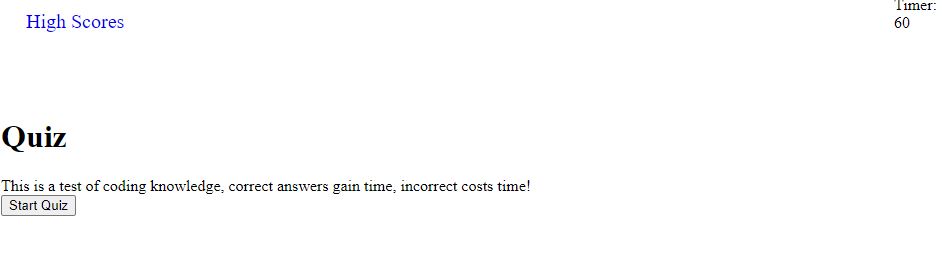 High Scores
Timer:
60
Quiz
This is a test of coding knowledge, correct answers gain time, incorrect costs time!
Start Quiz